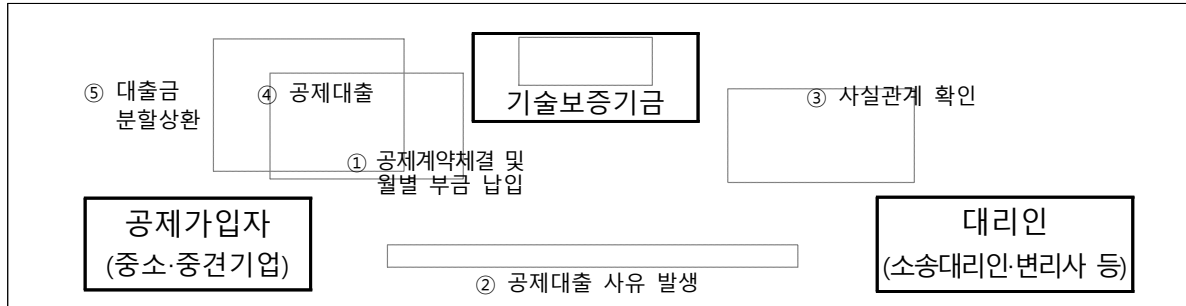 기술보증기금
⑤ 대출금
분할상환
④ 공제대출
③ 사실관계 확인
① 공제계약체결 및
월별 부금 납입
공제가입자
(중소·중견기업)
대리인
(소송대리인·변리사 등)
② 공제대출 사유 발생